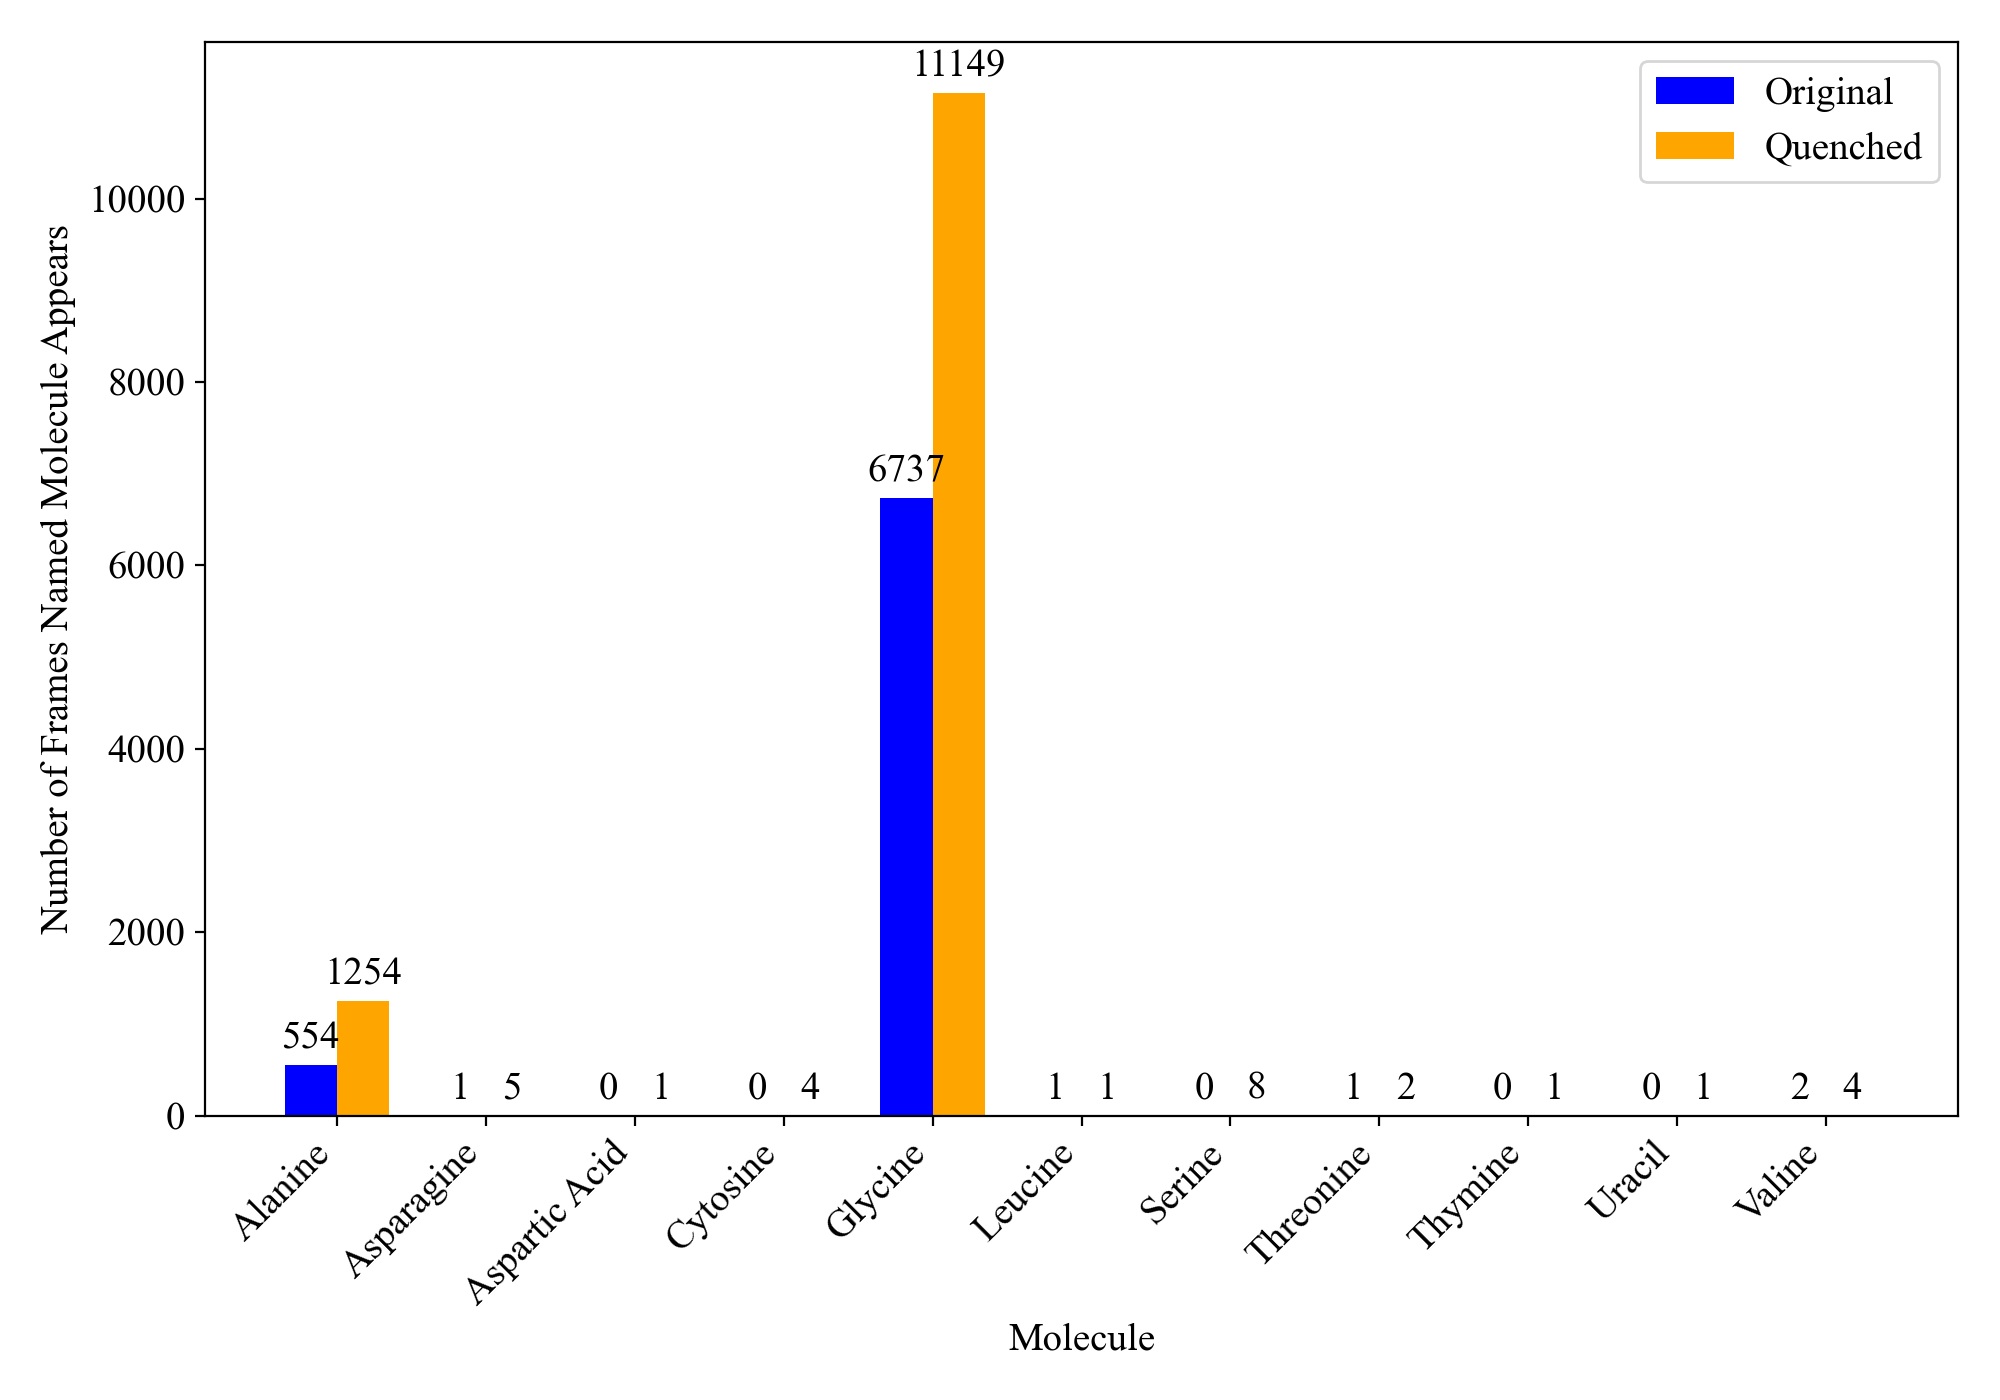 11149
Original
Quenched
10000
8000
6000
4000
2000
0
Number of Frames Named Molecule Appears
6737
1254
554
1 5 0 1 0 4 1 1 0 8 1 2 0 1 0 1 2 4
Alanine
Asparagine
Aspartic Acid
Cytosine
Glycine
Leucine
Serine
Threonine
Thymine
Uracil
Valine
Molecule